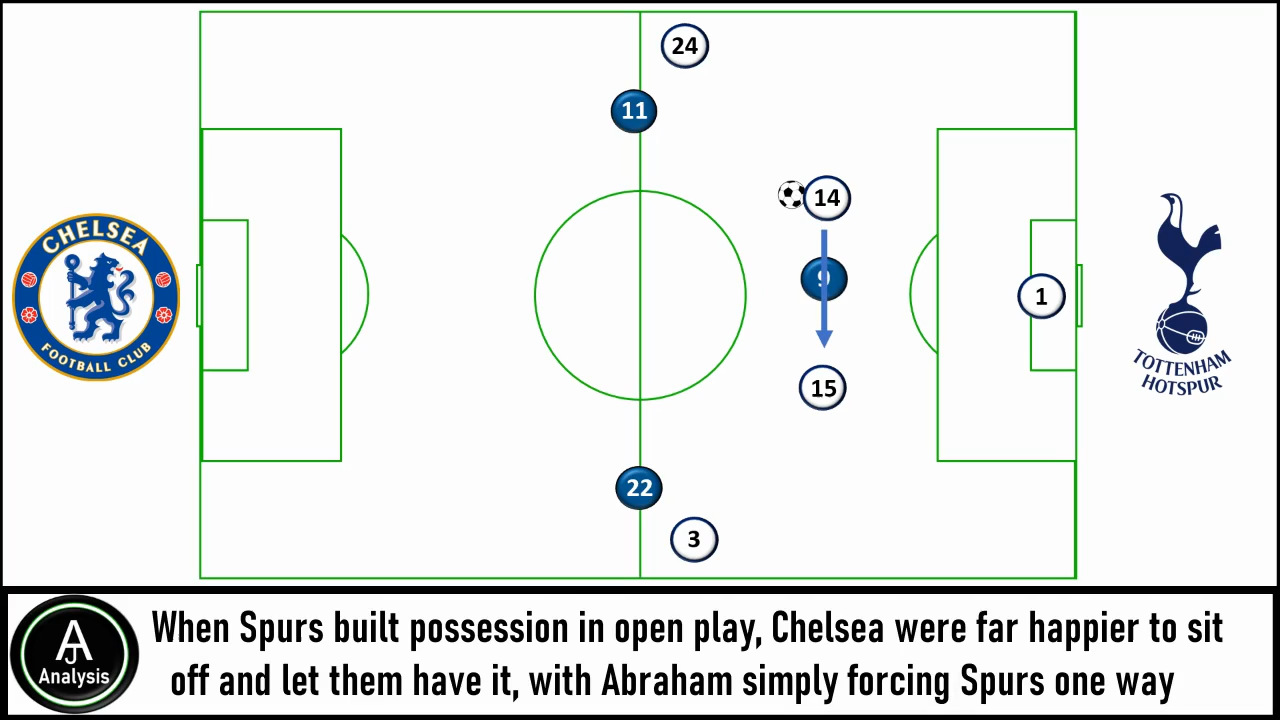 24
11
14
9
1
15
22
3
CHELSEA
FOOTBALL CLUB
TOTTENHAM
HOTSPUR
AJ
Analysis
When Spurs built possession in open play, Chelsea were far happier to sit
off and let them have it, with Abraham simply forcing Spurs one way